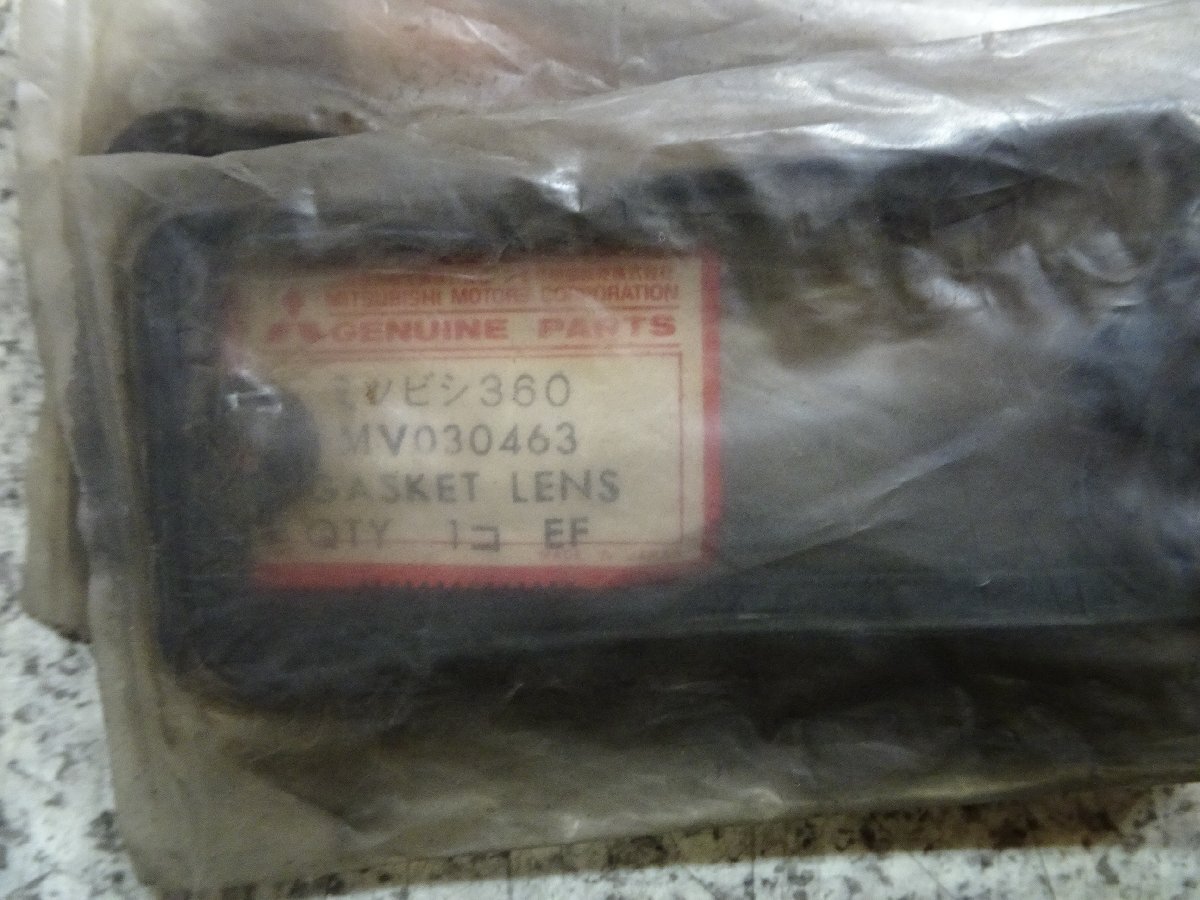 MITSUBISHI MOTORS CORPORATION
GENUINE PARTS
ミツビシ360
MV030463
GASKET LENS
QTY 1コ EF